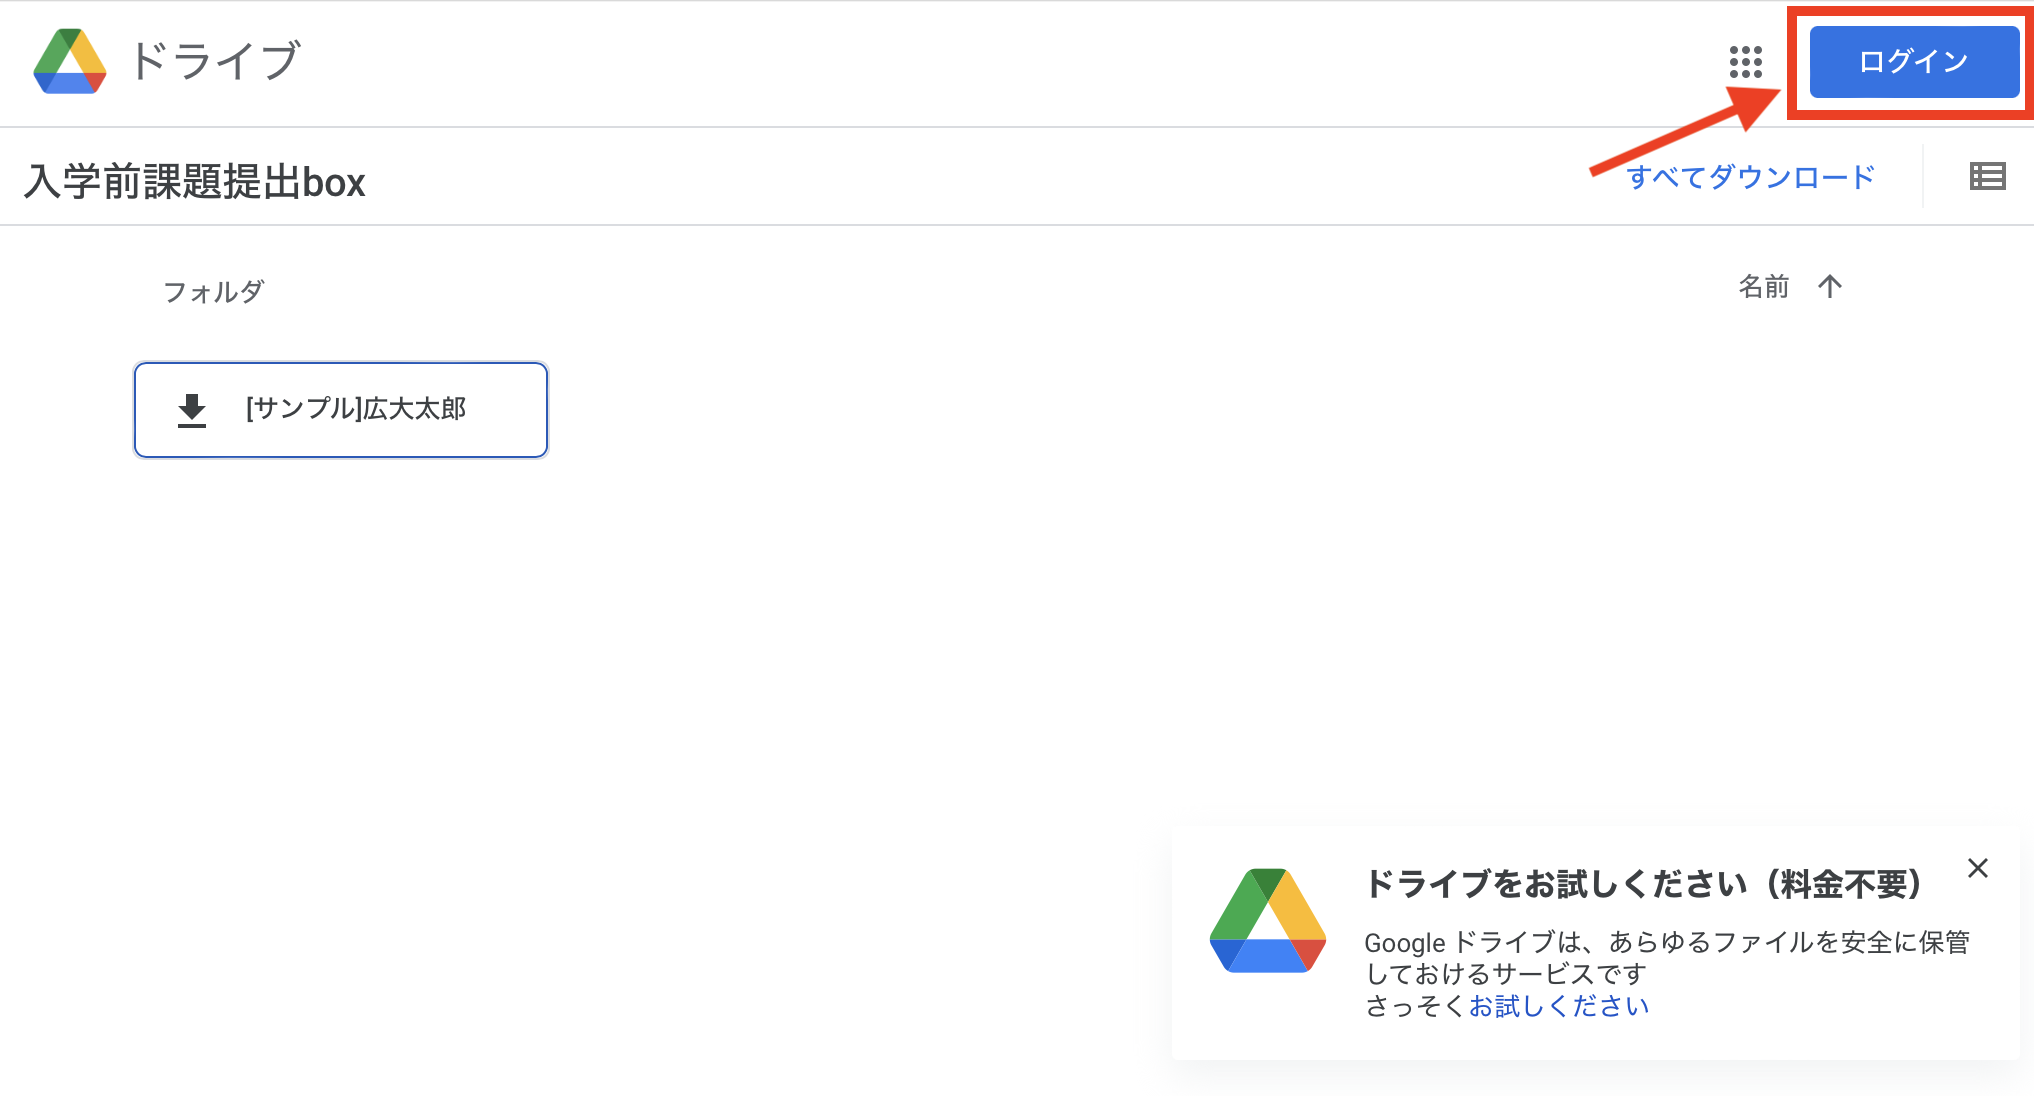 ドライブ
ログイン
入学前課題提出box
すべてダウンロード
フォルダ
名前
[サンプル]広大太郎
ドライブをお試しください（料金不要）
Google ドライブは、あらゆるファイルを安全に保管
しておけるサービスです
さっそくお試しください